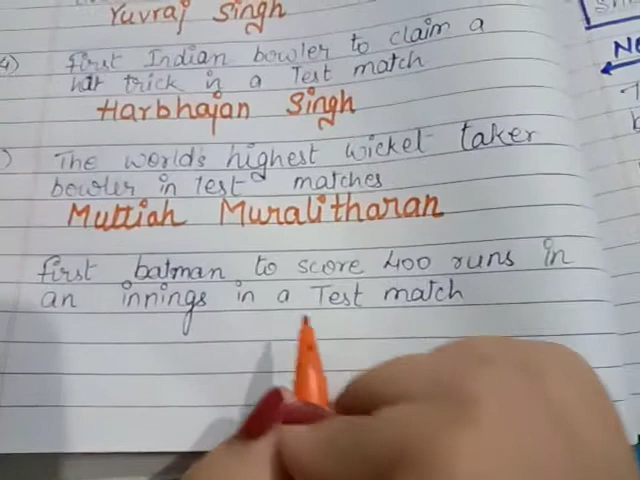 Yuvraj Singh
4) first Indian bowler to claim a
hat trick in a Test match
Harbhajan Singh
) The world's highest wicket taker
bowler in Test matches
Muttiah Muralitharan
first batman to score 400 runs in
an innings in a Test match